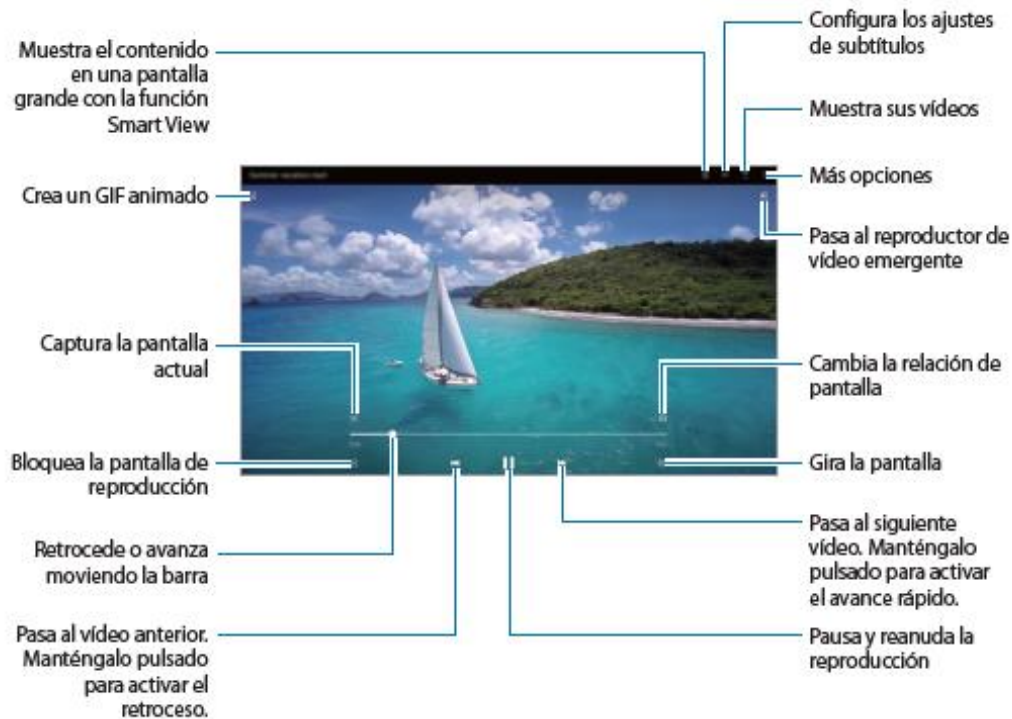 Muestra el contenido
en una pantalla
grande con la función
Smart View
Crea un GIF animado
Captura la pantalla
actual
Bloquea la pantalla de
reproducción
Retrocede o avanza
moviendo la barra
Pasa al vídeo anterior.
Manténgalo pulsado
para activar el
retroceso.
Configura los ajustes
de subtítulos
Muestra sus vídeos
Más opciones
Pasa al reproductor de
vídeo emergente
Cambia la relación de
pantalla
Gira la pantalla
Pasa al siguiente
vídeo. Manténgalo
pulsado para activar
el avance rápido.
Pausa y reanuda la
reproducción